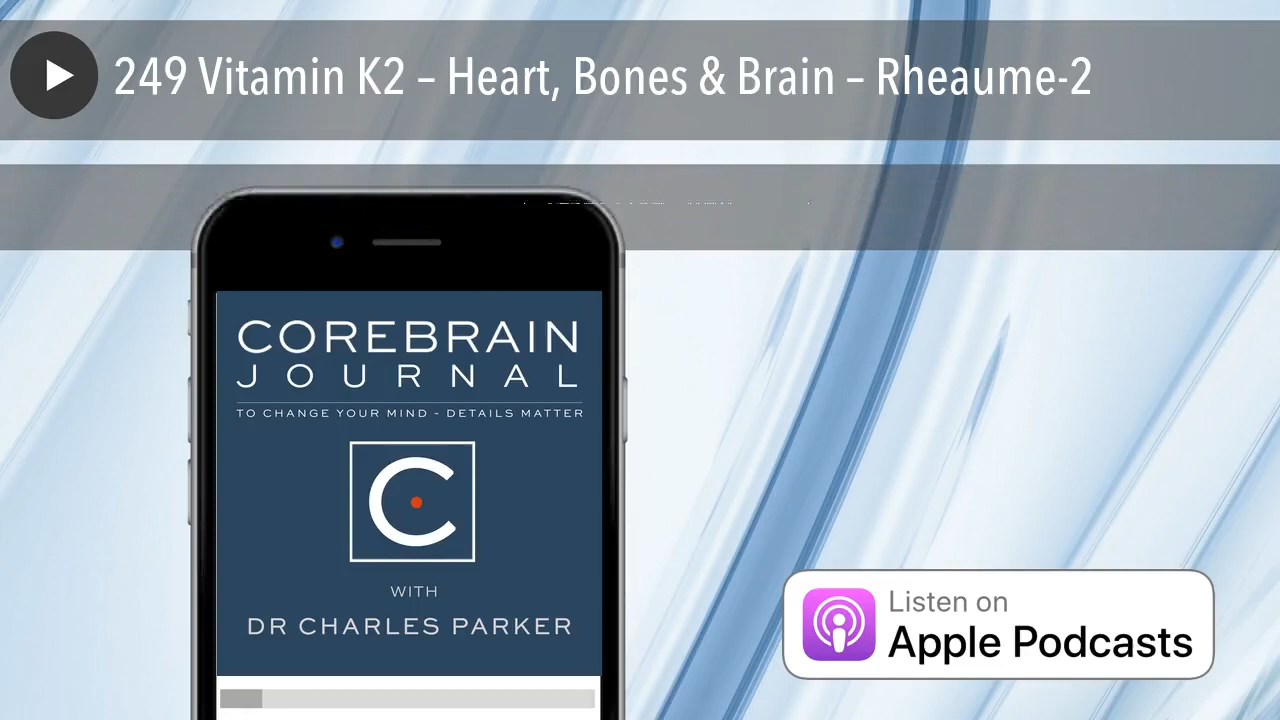 249 Vitamin K2 – Heart, Bones & Brain – Rheaume-2
COREBRAIN
JOURNAL
TO CHANGE YOUR MIND - DETAILS MATTER
C
WITH
DR CHARLES PARKER
Listen on
Apple Podcasts